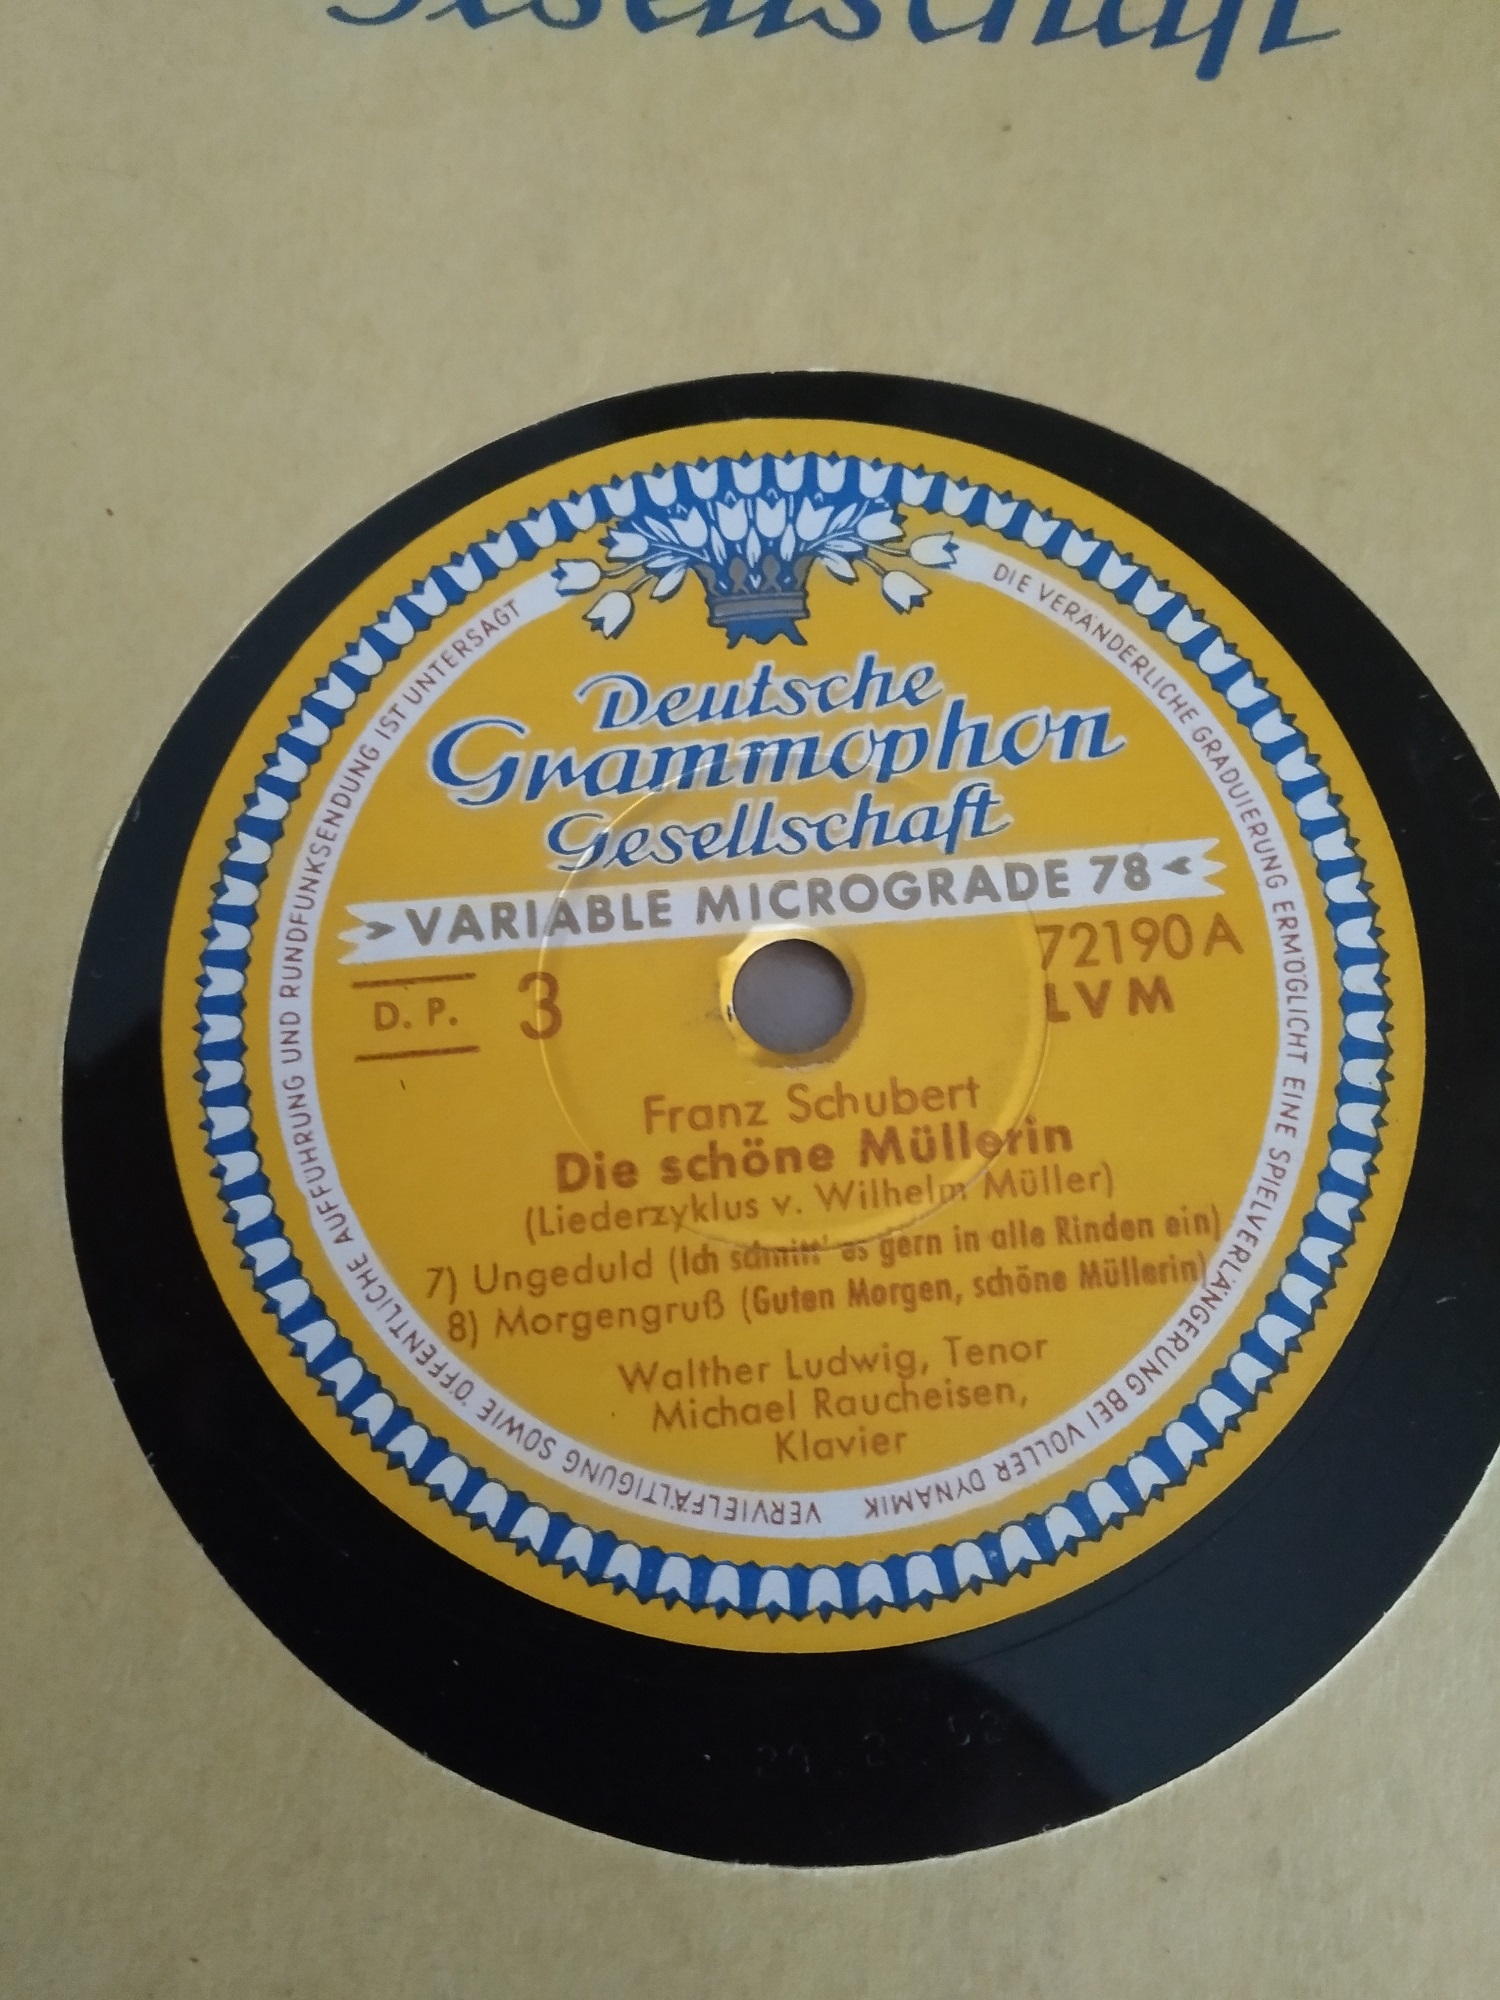 Gesellschaft
Deutsche
Grammophon
Gesellschaft
> VARIABLE MICROGRADE 78 <
D. P. 3 72190 A
LVM
Franz Schubert
Die schöne Müllerin
(Liederzyklus v. Wilhelm Müller)
7) Ungeduld (Ich schnitt' es gern in alle Rinden ein)
8) Morgengruß (Guten Morgen, schöne Müllerin)
Walther Ludwig, Tenor
Michael Raucheisen,
Klavier
DIE VERÄNDERLICHE GRADUIERUNG ERMÖGLICHT EINE SPIELVERLÄNGERUNG BEI VOLLER DYNAMIK
VERVIELFÄLTIGUNG SOWIE ÖFFENTLICHE AUFFÜHRUNG UND RUNDFUNKSENDUNG IST UNTERSAGT